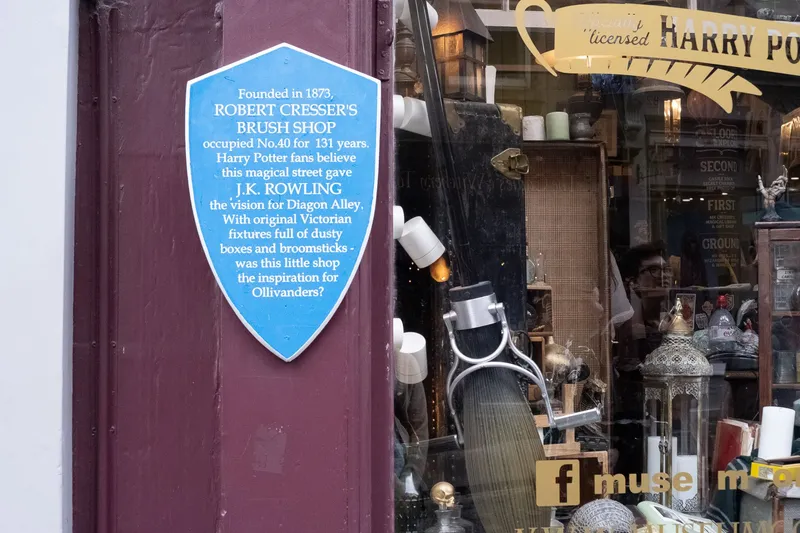 Founded in 1873,
ROBERT CRESSER'S
BRUSH SHOP
occupied No.40 for 131 years.
Harry Potter fans believe
this magical street gave
J.K. ROWLING
the vision for Diagon Alley.
With original Victorian
fixtures full of dusty
boxes and broomsticks -
was this little shop
the inspiration for
Ollivanders?
licensed HARRY PO
SECOND
FIRST
GROUND
f muse m o